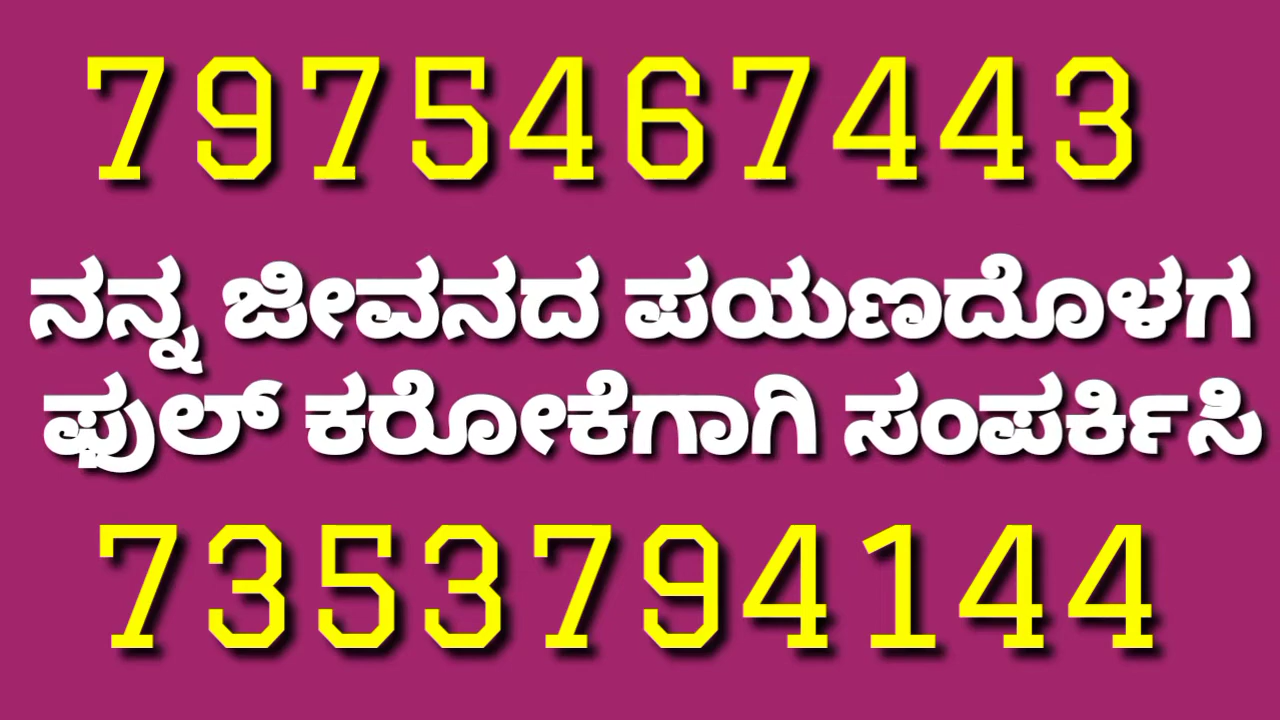 7975467443
ನನ್ನ ಜೀವನದ ಪಯಣದೊಳಗ
ಫುಲ್ ಕರೋಕೆಗಾಗಿ ಸಂಪರ್ಕಿಸಿ
7353794144